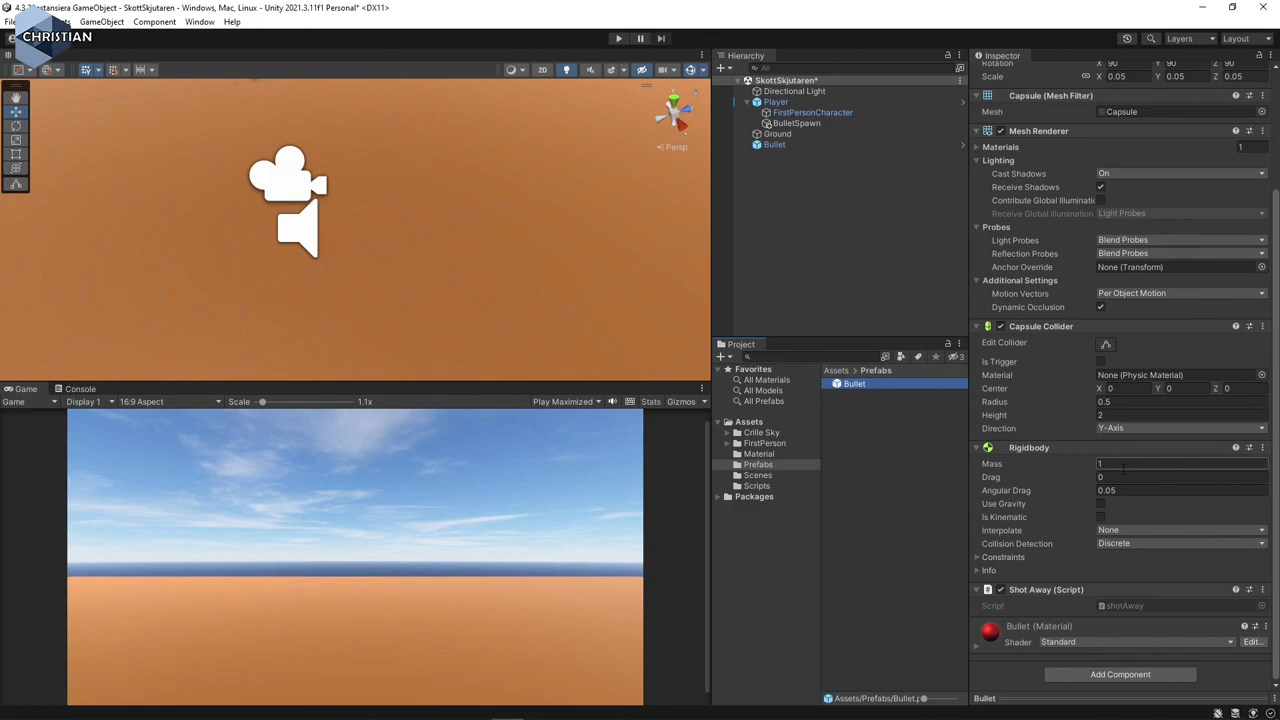 4.3.2 Instansiera GameObject - SkottSkjutaren - Windows, Mac, Linux - Unity 2021.3.11f1 Personal* <DX11>
GameObject Component Window Help
CHRISTIAN
Layers Layout
2D
Persp
Hierarchy
All
SkottSkjutaren*
Directional Light
Player
FirstPersonCharacter
BulletSpawn
Ground
Bullet
Game Console
Game Display 1 16:9 Aspect Scale 1.1x Play Maximized Stats Gizmos
Project
3
Favorites
All Materials
All Models
All Prefabs
Assets
Crille Sky
FirstPerson
Material
Prefabs
Scenes
Scripts
Packages
Assets > Prefabs
Bullet
Assets/Prefabs/Bullet.p
Inspector
Rotation X 90 Y 90 Z 90
Scale X 0.05 Y 0.05 Z 0.05
Capsule (Mesh Filter)
Mesh Capsule
Mesh Renderer
Materials 1
Lighting
Cast Shadows On
Receive Shadows
Contribute Global Illuminatio
Receive Global Illumination Light Probes
Probes
Light Probes Blend Probes
Reflection Probes Blend Probes
Anchor Override None (Transform)
Additional Settings
Motion Vectors Per Object Motion
Dynamic Occlusion
Capsule Collider
Edit Collider
Is Trigger
Material None (Physic Material)
Center X 0 Y 0 Z 0
Radius 0.5
Height 2
Direction Y-Axis
Rigidbody
Mass 1
Drag 0
Angular Drag 0.05
Use Gravity
Is Kinematic
Interpolate None
Collision Detection Discrete
Constraints
Info
Shot Away (Script)
Script shotAway
Bullet (Material)
Shader Standard Edit...
Add Component
Bullet